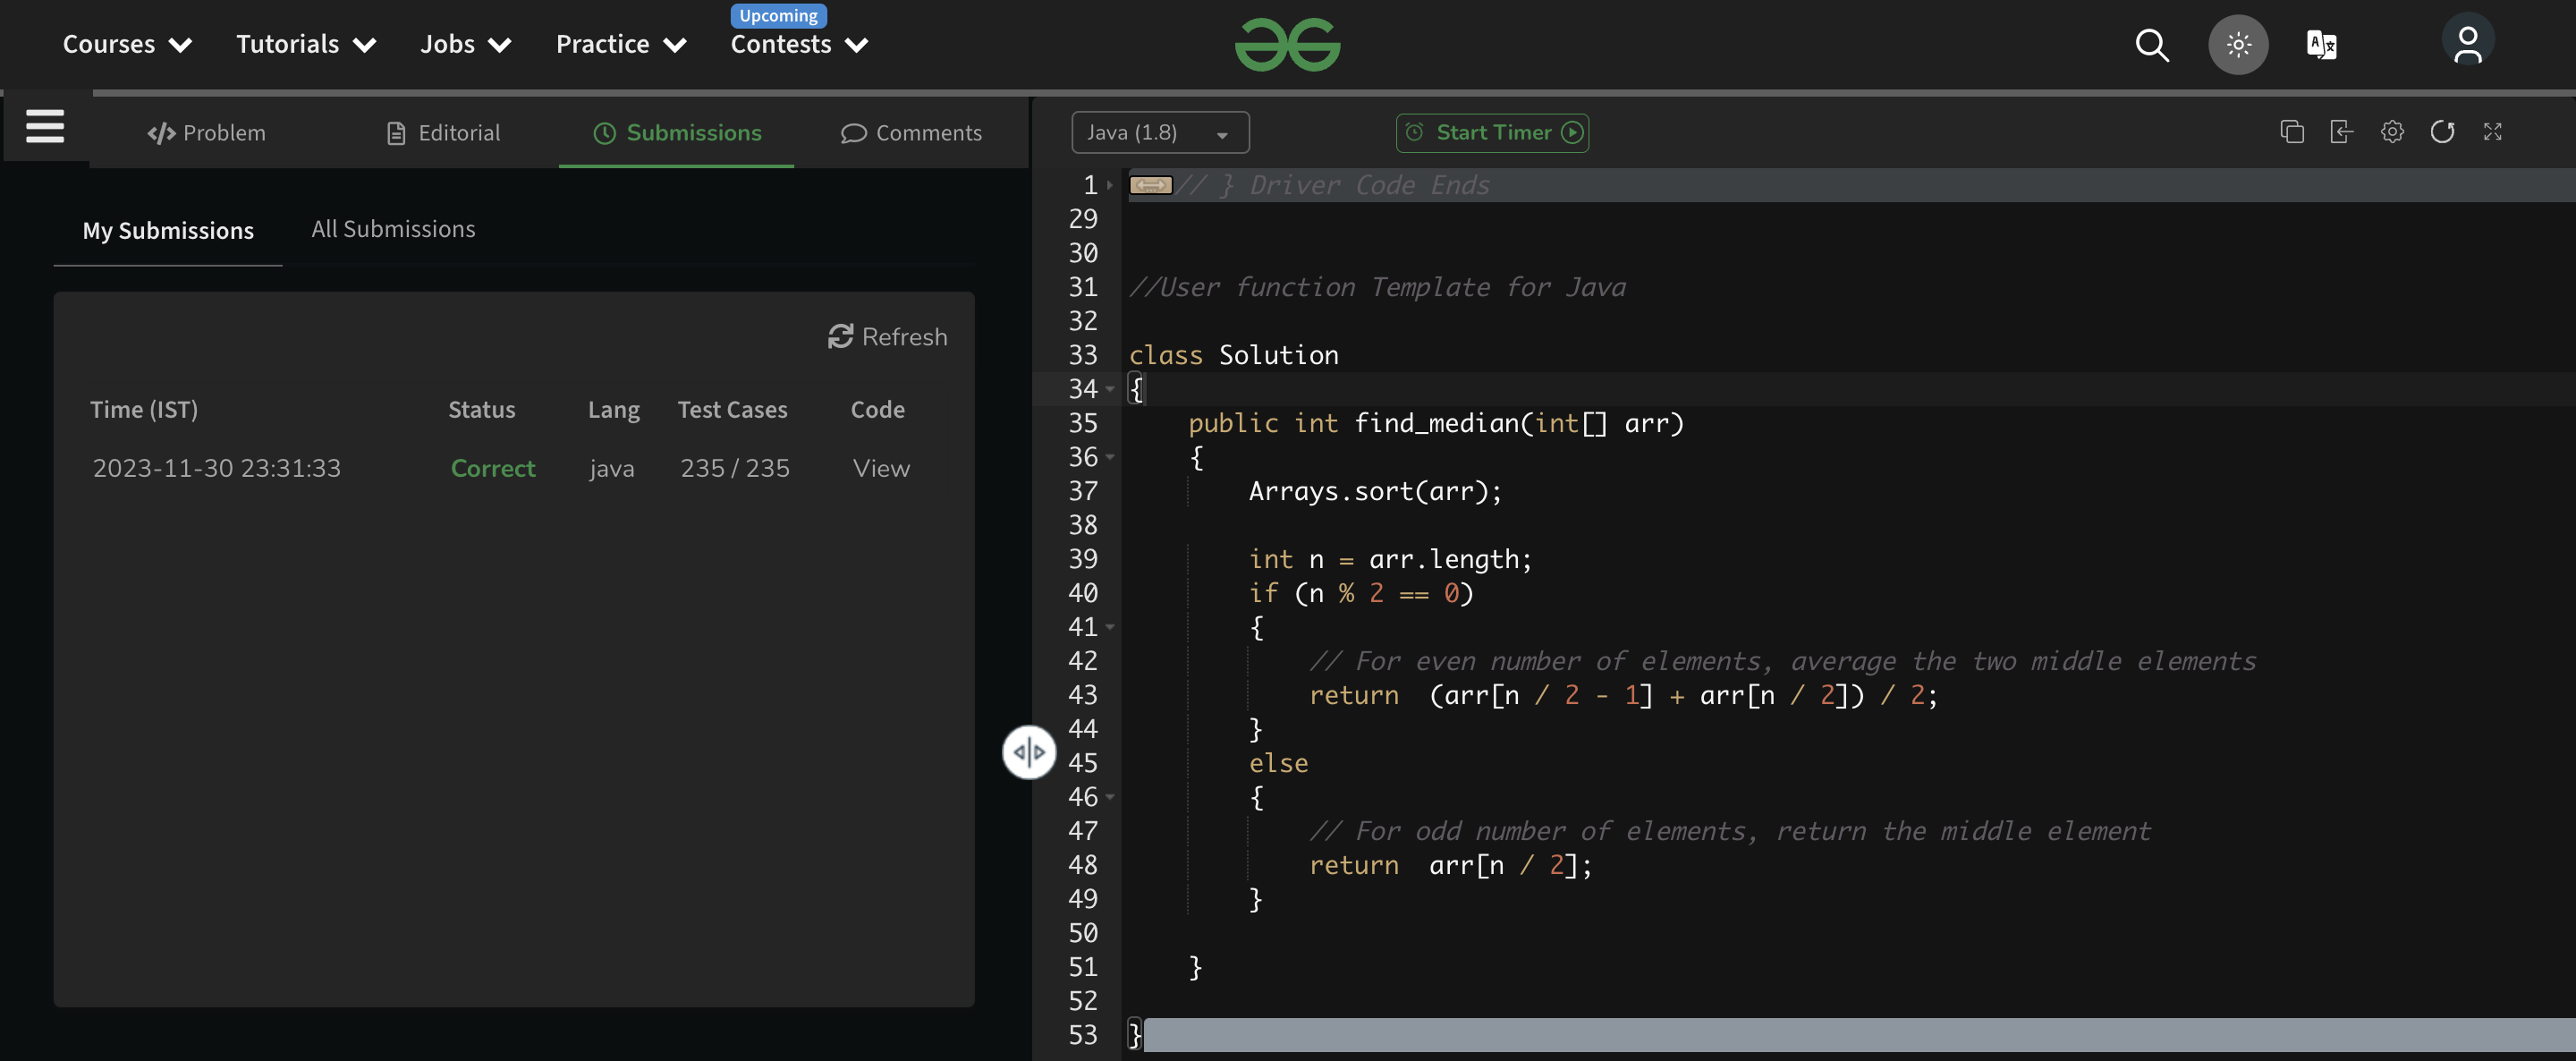 Courses Tutorials Jobs Practice Upcoming Contests
Problem Editorial Submissions Comments
My Submissions All Submissions
Refresh
Time (IST) Status Lang Test Cases Code
2023-11-30 23:31:33 Correct java 235 / 235 View
Java (1.8) Start Timer
1 // } Driver Code Ends
29
30
31 //User function Template for Java
32
33 class Solution
34 {
35     public int find_median(int[] arr)
36     {
37         Arrays.sort(arr);
38
39         int n = arr.length;
40         if (n % 2 == 0)
41         {
42             // For even number of elements, average the two middle elements
43             return  (arr[n / 2 - 1] + arr[n / 2]) / 2;
44         }
45         else
46         {
47             // For odd number of elements, return the middle element
48             return  arr[n / 2];
49         }
50
51     }
52
53 }